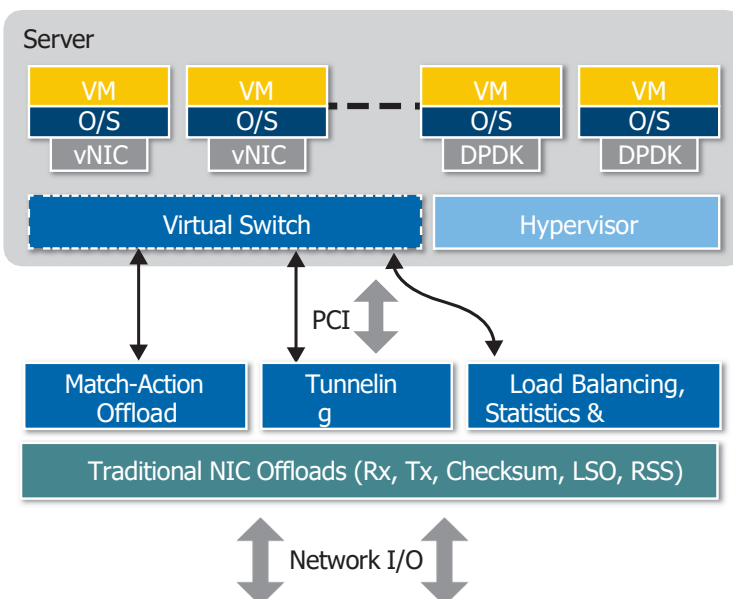 Server
VM VM VM VM
O/S O/S O/S O/S
vNIC vNIC DPDK DPDK
Virtual Switch Hypervisor
PCI
Match-Action
Offload
Tunnelin
g
Load Balancing,
Statistics &
Traditional NIC Offloads (Rx, Tx, Checksum, LSO, RSS)
Network I/O